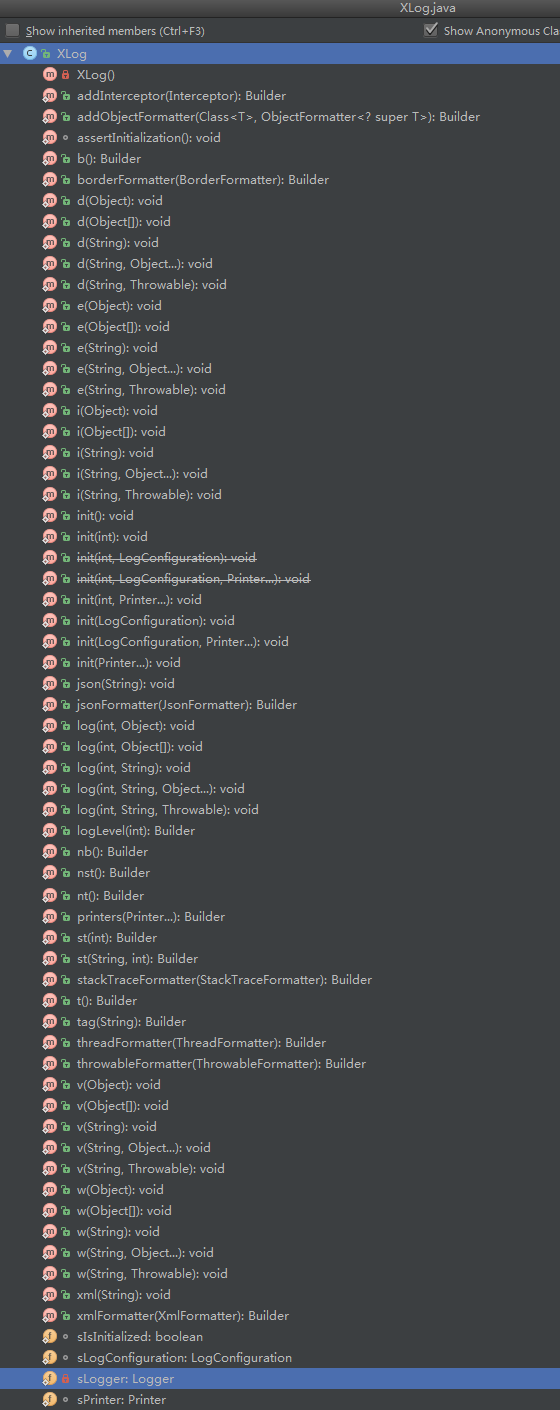 XLog.java
Show inherited members (Ctrl+F3)
Show Anonymous Cla
XLog
XLog()
addInterceptor(Interceptor): Builder
addObjectFormatter(Class<T>, ObjectFormatter<? super T>): Builder
assertInitialization(): void
b(): Builder
borderFormatter(BorderFormatter): Builder
d(Object): void
d(Object[]): void
d(String): void
d(String, Object...): void
d(String, Throwable): void
e(Object): void
e(Object[]): void
e(String): void
e(String, Object...): void
e(String, Throwable): void
i(Object): void
i(Object[]): void
i(String): void
i(String, Object...): void
i(String, Throwable): void
init(): void
init(int): void
init(int, LogConfiguration): void
init(int, LogConfiguration, Printer...): void
init(int, Printer...): void
init(LogConfiguration): void
init(LogConfiguration, Printer...): void
init(Printer...): void
json(String): void
jsonFormatter(JsonFormatter): Builder
log(int, Object): void
log(int, Object[]): void
log(int, String): void
log(int, String, Object...): void
log(int, String, Throwable): void
logLevel(int): Builder
nb(): Builder
nst(): Builder
nt(): Builder
printers(Printer...): Builder
st(int): Builder
st(String, int): Builder
stackTraceFormatter(StackTraceFormatter): Builder
t(): Builder
tag(String): Builder
threadFormatter(ThreadFormatter): Builder
throwableFormatter(ThrowableFormatter): Builder
v(Object): void
v(Object[]): void
v(String): void
v(String, Object...): void
v(String, Throwable): void
w(Object): void
w(Object[]): void
w(String): void
w(String, Object...): void
w(String, Throwable): void
xml(String): void
xmlFormatter(XmlFormatter): Builder
sIsInitialized: boolean
sLogConfiguration: LogConfiguration
sLogger: Logger
sPrinter: Printer